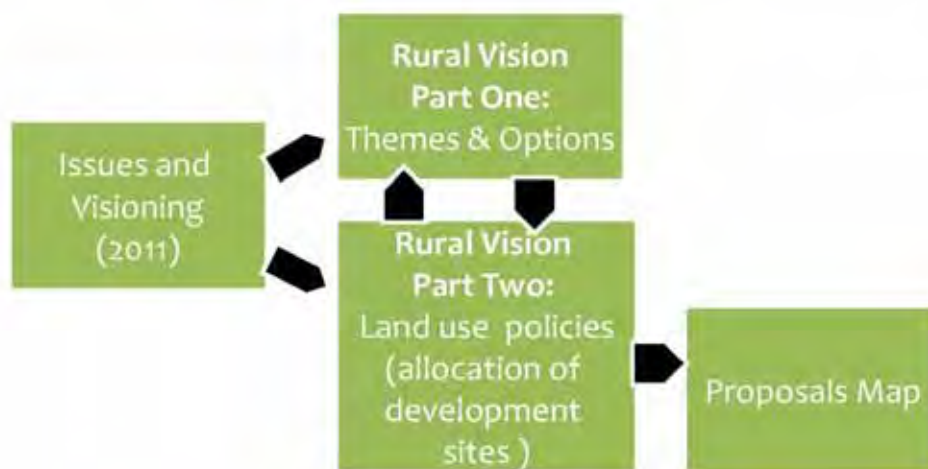 Issues and
Visioning
(2011)
Rural Vision
Part One:
Themes & Options
Rural Vision
Part Two:
Land use policies
(allocation of
development
sites )
Proposals Map